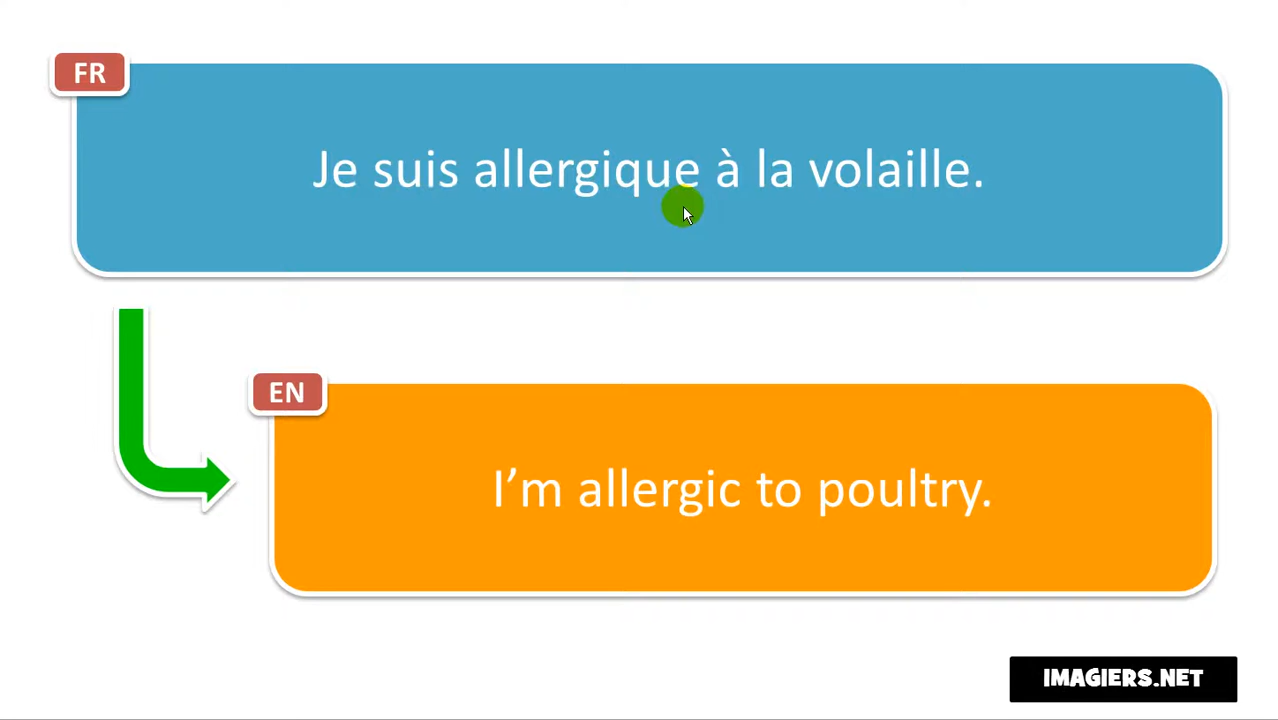 FR
Je suis allergique à la volaille.
EN
I’m allergic to poultry.
IMAGIERS.NET